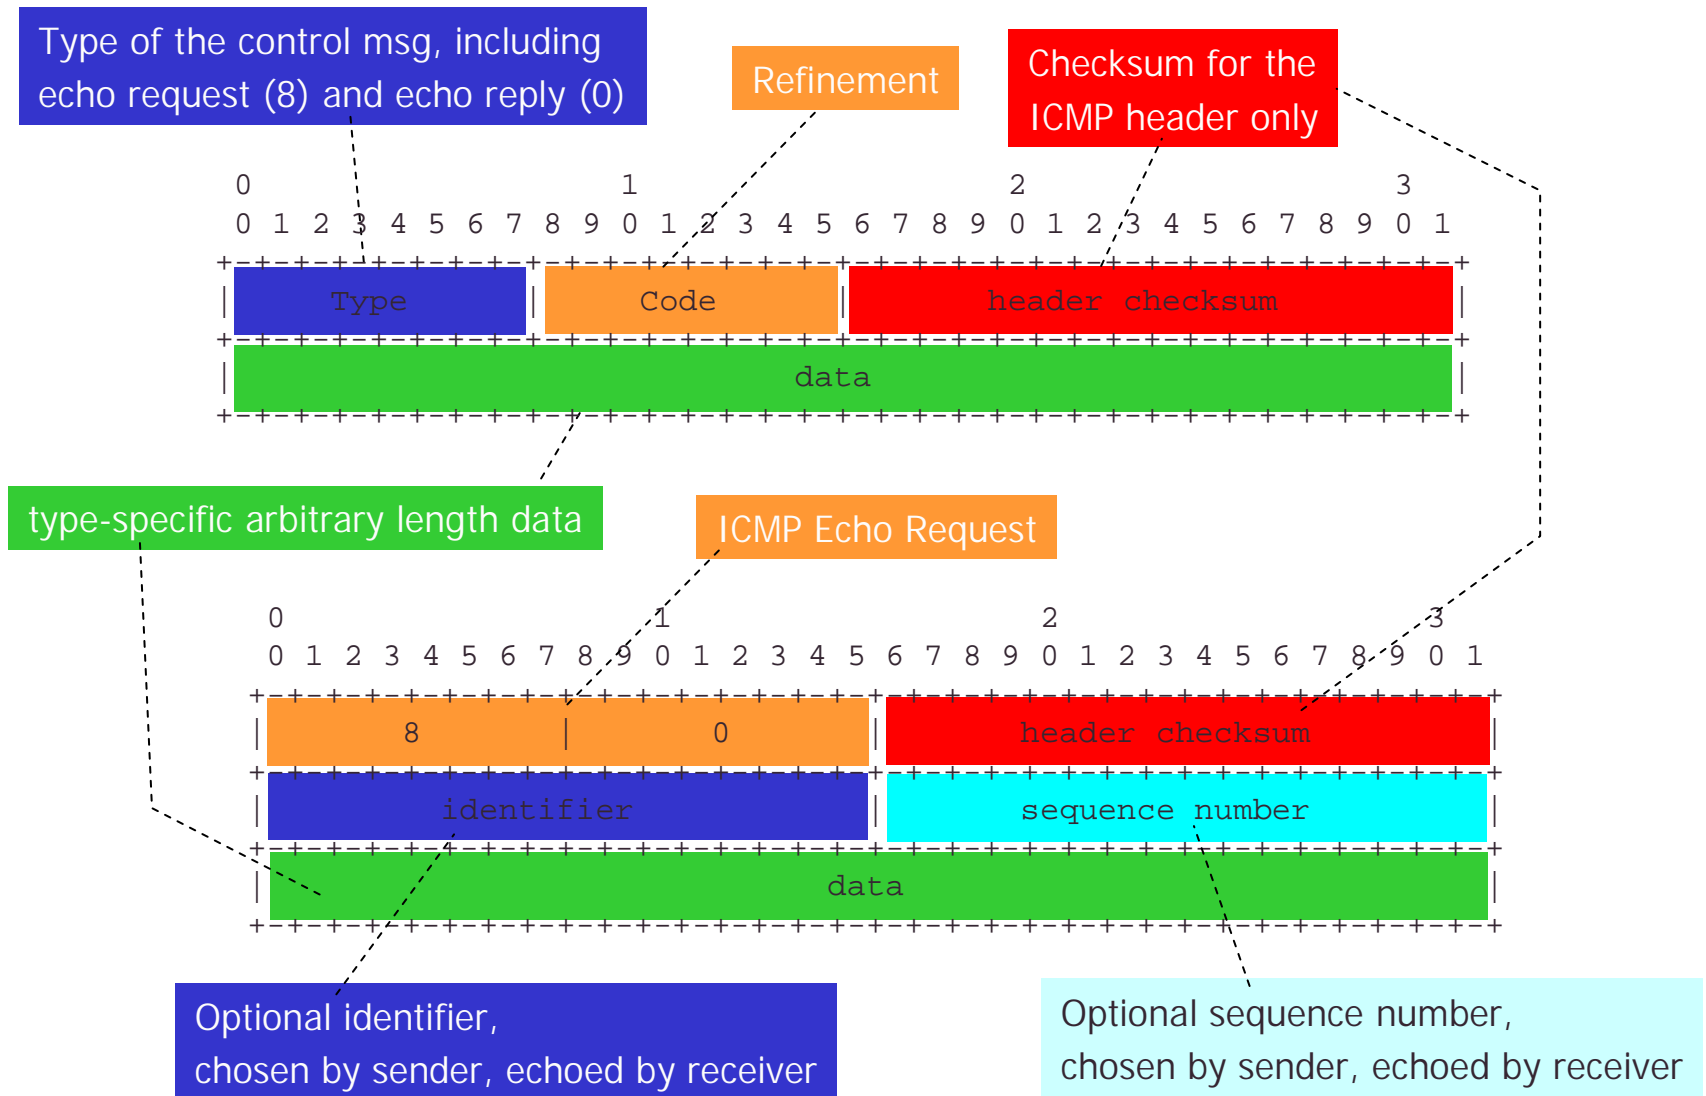 Type of the control msg, including
echo request (8) and echo reply (0)
Refinement
Checksum for the
ICMP header only
0 1 2 3
0 1 2 3 4 5 6 7 8 9 0 1 2 3 4 5 6 7 8 9 0 1 2 3 4 5 6 7 8 9 0 1
+-+-+-+-+-+-+-+-+-+-+-+-+-+-+-+-+-+-+-+-+-+-+-+-+-+-+-+-+-+-+-+-+
| Type | Code | header checksum |
+-+-+-+-+-+-+-+-+-+-+-+-+-+-+-+-+-+-+-+-+-+-+-+-+-+-+-+-+-+-+-+-+
| data |
+-+-+-+-+-+-+-+-+-+-+-+-+-+-+-+-+-+-+-+-+-+-+-+-+-+-+-+-+-+-+-+-+
type-specific arbitrary length data
ICMP Echo Request
0 1 2 3
0 1 2 3 4 5 6 7 8 9 0 1 2 3 4 5 6 7 8 9 0 1 2 3 4 5 6 7 8 9 0 1
+-+-+-+-+-+-+-+-+-+-+-+-+-+-+-+-+-+-+-+-+-+-+-+-+-+-+-+-+-+-+-+-+
| 8 | 0 | header checksum |
+-+-+-+-+-+-+-+-+-+-+-+-+-+-+-+-+-+-+-+-+-+-+-+-+-+-+-+-+-+-+-+-+
| identifier | sequence number |
+-+-+-+-+-+-+-+-+-+-+-+-+-+-+-+-+-+-+-+-+-+-+-+-+-+-+-+-+-+-+-+-+
| data |
+-+-+-+-+-+-+-+-+-+-+-+-+-+-+-+-+-+-+-+-+-+-+-+-+-+-+-+-+-+-+-+-+
Optional identifier,
chosen by sender, echoed by receiver
Optional sequence number,
chosen by sender, echoed by receiver